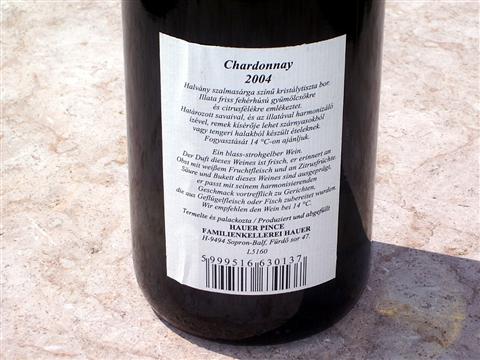 Chardonnay
2004
Halvány szalmasárga színű kristálytiszta bor.
Illata friss fehérhúsú gyümölcsökre
és citrusfélékre emlékeztet.
Határozott savaival, és az illatával harmonizáló
ízével, remek kísérője lehet szárnyasokból
vagy tengeri halakból készült ételeknek.
Fogyasztását 14 °C-on ajánljuk.
Ein blass-strohgelber Wein.
Der Duft dieses Weines ist frisch, er erinnert an
Obst mit weißem Fruchtfleisch und an Zitrusfrüchte.
Säure und Bukett dieses Weines sind ausgeprägt,
er passt mit seinem harmonisierenden
Geschmack vortrefflich zu Gerichten,
die aus Geflügelfleisch oder Fisch zubereitet wurden.
Wir empfehlen den Wein bei 14 °C.
Termelte és palackozta / Produziert und abgefüllt
HAUER PINCE
FAMILIENKELLEREI HAUER
H-9494 Sopron-Balf, Fürdő sor 47.
L5160
5 999516 630137